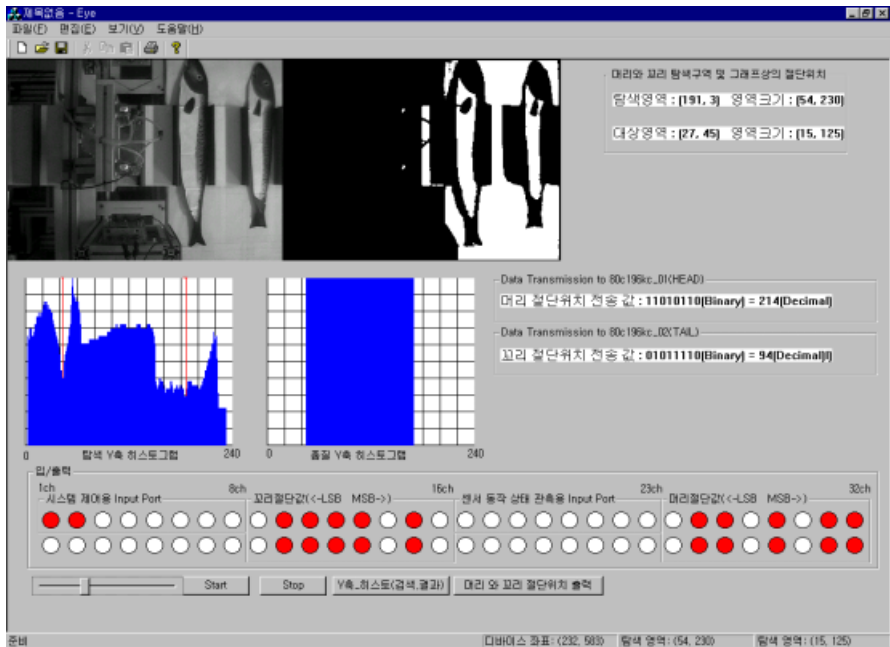 제목없음 - Eye
파일(F) 편집(E) 보기(V) 도움말(H)
머리와 꼬리 탐색구역 및 그래프상의 절단위치
탐색영역 : (191, 3) 영역크기 : (54, 230)
대상영역 : (27, 45) 영역크기 : (15, 125)
Data Transmission to 80c196kc_01(HEAD)
머리 절단위치 전송 값 : 11010110(Binary) = 214(Decimal)
Data Transmission to 80c196kc_02(TAIL)
꼬리 절단위치 전송 값 : 01011110(Binary) = 94(Decimal)l)
0 탐색 Y축 히스토그램 240
0 품질 Y축 히스토그램 240
입/출력
1ch 8ch 16ch 23ch 32ch
시스템 제어용 Input Port 꼬리절단값(<-LSB MSB->) 센서 동작 상태 관측용 Input Port 머리절단값(<-LSB MSB->)
Start Stop Y축_히스토(검색,결과) 머리 와 꼬리 절단위치 출력
준비 디바이스 좌표: (232, 583) 탐색 영역: (54, 230) 탐색 영역: (15, 125)